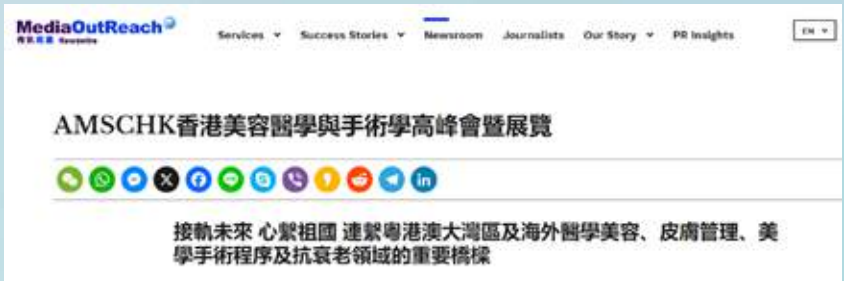 MediaOutReach
Newswire
Services
Success Stories
Newsroom
Journalists
Our Story
PR Insights
EN
AMSCHK香港美容醫學與手術學高峰會暨展覽
接軌未來 心繫祖國 連繫粵港澳大灣區及海外醫學美容、皮膚管理、美
學手術程序及抗衰老領域的重要橋樑